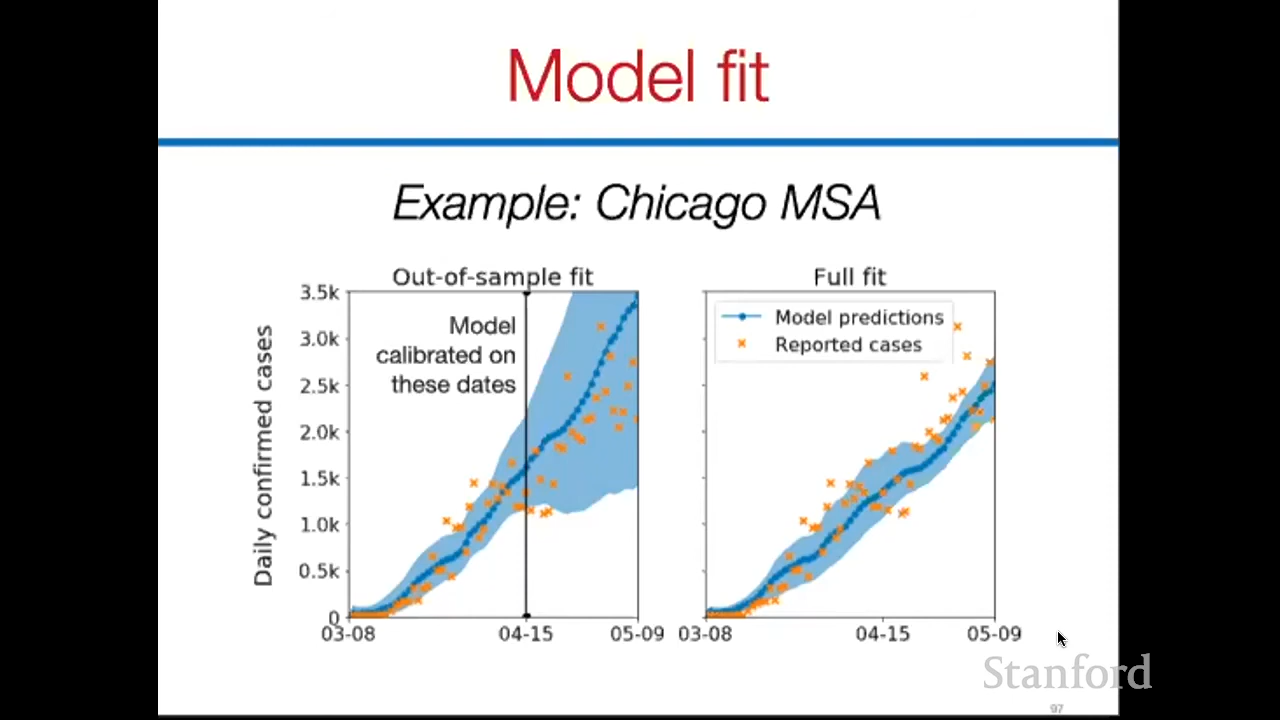 Model fit
Example: Chicago MSA
Out-of-sample fit
Full fit
Daily confirmed cases
3.5k
3.0k
2.5k
2.0k
1.5k
1.0k
0.5k
0
Model
calibrated on
these dates
Model predictions
Reported cases
03-08
04-15
05-09
03-08
04-15
05-09
Stanford
97